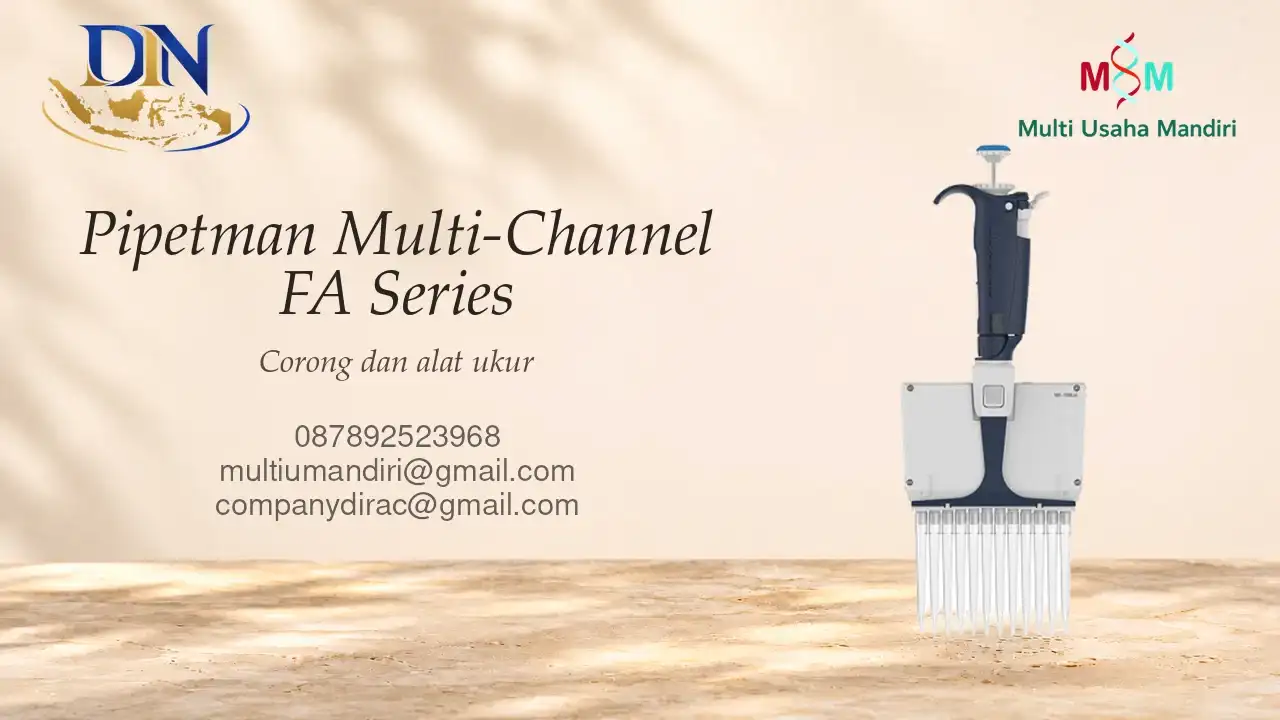 DIN
M M
Multi Usaha Mandiri
Pipetman Multi-Channel
FA Series
Corong dan alat ukur
087892523968
multiumandiri@gmail.com
companydirac@gmail.com